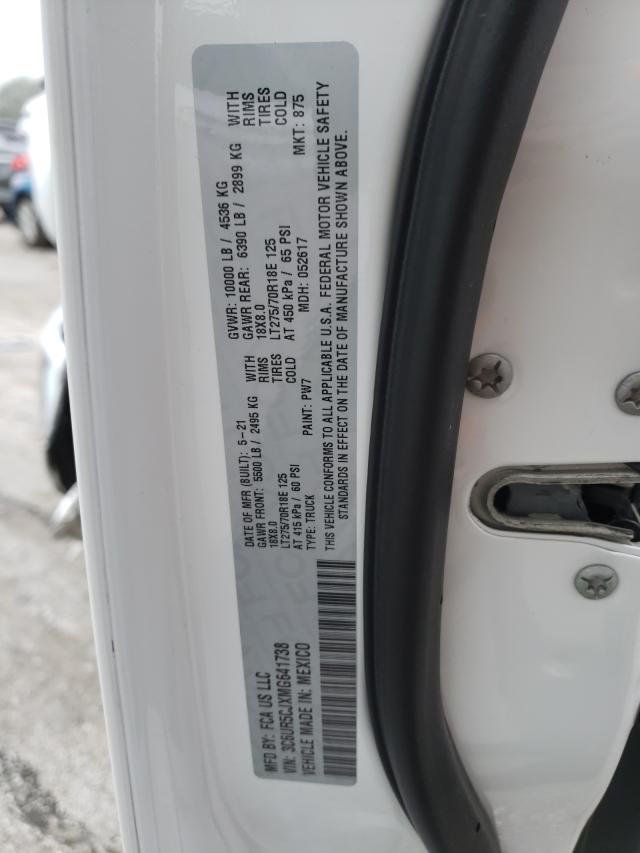 MFD BY: FCA US LLC
VIN: 3C6UR5CJXMG641738
VEHICLE MADE IN: MEXICO
DATE OF MFR (BUILT): 5-21
GAWR FRONT: 5500 LB / 2495 KG WITH
18X8.0 RIMS
LT275/70R18E 125 TIRES
AT 415 kPa / 60 PSI COLD
TYPE: TRUCK PAINT: PW7
GVWR: 10000 LB / 4536 KG
GAWR REAR: 6390 LB / 2899 KG WITH
18X8.0 RIMS
LT275/70R18E 125 TIRES
AT 450 kPa / 65 PSI COLD
MDH: 052617 MKT: 875
THIS VEHICLE CONFORMS TO ALL APPLICABLE U.S.A. FEDERAL MOTOR VEHICLE SAFETY
STANDARDS IN EFFECT ON THE DATE OF MANUFACTURE SHOWN ABOVE.